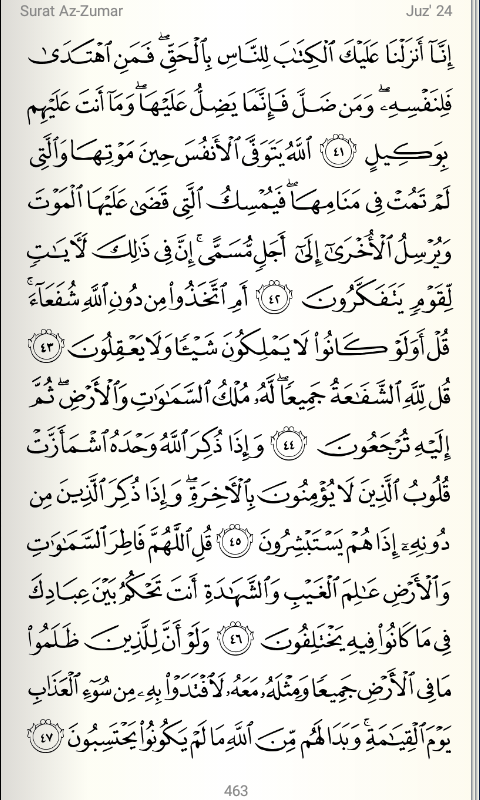 Surat Az-Zumar Juz' 24
إِنَّآ أَنزَلْنَا عَلَيْكَ ٱلْكِتَٰبَ لِلنَّاسِ بِٱلْحَقِّ ۖ فَمَنِ ٱهْتَدَىٰ
فَلِنَفْسِهِۦ ۖ وَمَن ضَلَّ فَإِنَّمَا يَضِلُّ عَلَيْهَا ۖ وَمَآ أَنتَ عَلَيْهِم
بِوَكِيلٍ ٤١ ٱللَّهُ يَتَوَفَّى ٱلْأَنفُسَ حِينَ مَوْتِهَا وَٱلَّتِى
لَمْ تَمُتْ فِى مَنَامِهَا ۖ فَيُمْسِكُ ٱلَّتِى قَضَىٰ عَلَيْهَا ٱلْمَوْتَ
وَيُرْسِلُ ٱلْأُخْرَىٰٓ إِلَىٰٓ أَجَلٍ مُّسَمًّى ۚ إِنَّ فِى ذَٰلِكَ لَءَايَٰتٍ
لِّقَوْمٍ يَتَفَكَّرُونَ ٤٢ أَمِ ٱتَّخَذُوا۟ مِن دُونِ ٱللَّهِ شُفَعَآءَ ۚ
قُلْ أَوَلَوْ كَانُوا۟ لَا يَمْلِكُونَ شَيْـًٔا وَلَا يَعْقِلُونَ ٤٣
قُل لِّلَّهِ ٱلشَّفَٰعَةُ جَمِيعًا ۖ لَّهُۥ مُلْكُ ٱلسَّمَٰوَٰتِ وَٱلْأَرْضِ ۖ ثُمَّ
إِلَيْهِ تُرْجَعُونَ ٤٤ وَإِذَا ذُكِرَ ٱللَّهُ وَحْدَهُ ٱشْمَأَزَّتْ
قُلُوبُ ٱلَّذِينَ لَا يُؤْمِنُونَ بِٱلْءَاخِرَةِ ۖ وَإِذَا ذُكِرَ ٱلَّذِينَ مِن
دُونِهِۦٓ إِذَا هُمْ يَسْتَبْشِرُونَ ٤٥ قُلِ ٱللَّهُمَّ فَاطِرَ ٱلسَّمَٰوَٰتِ
وَٱلْأَرْضِ عَٰلِمَ ٱلْغَيْبِ وَٱلشَّهَٰدَةِ أَنتَ تَحْكُمُ بَيْنَ عِبَادِكَ
فِى مَا كَانُوا۟ فِيهِ يَخْتَلِفُونَ ٤٦ وَلَوْ أَنَّ لِلَّذِينَ ظَلَمُوا۟
مَا فِى ٱلْأَرْضِ جَمِيعًا وَمِثْلَهُۥ مَعَهُۥ لَٱفْتَدَوْا۟ بِهِۦ مِن سُوٓءِ ٱلْعَذَابِ
يَوْمَ ٱلْقِيَٰمَةِ ۚ وَبَدَا لَهُم مِّنَ ٱللَّهِ مَا لَمْ يَكُونُوا۟ يَحْتَسِبُونَ ٤٧
463